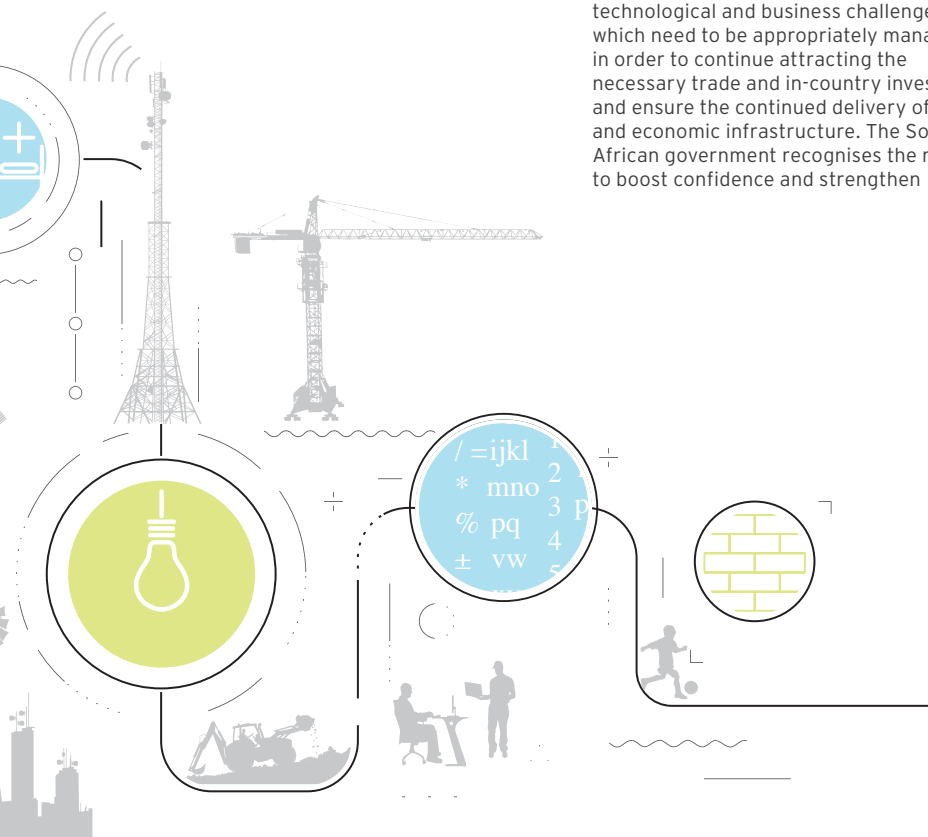 technological and business challenge
which need to be appropriately mana
in order to continue attracting the
necessary trade and in-country inves
and ensure the continued delivery of
and economic infrastructure. The So
African government recognises the
to boost confidence and strengthen
/ =ijkl
* mno
% pq
± vw
2
3 p
4
5